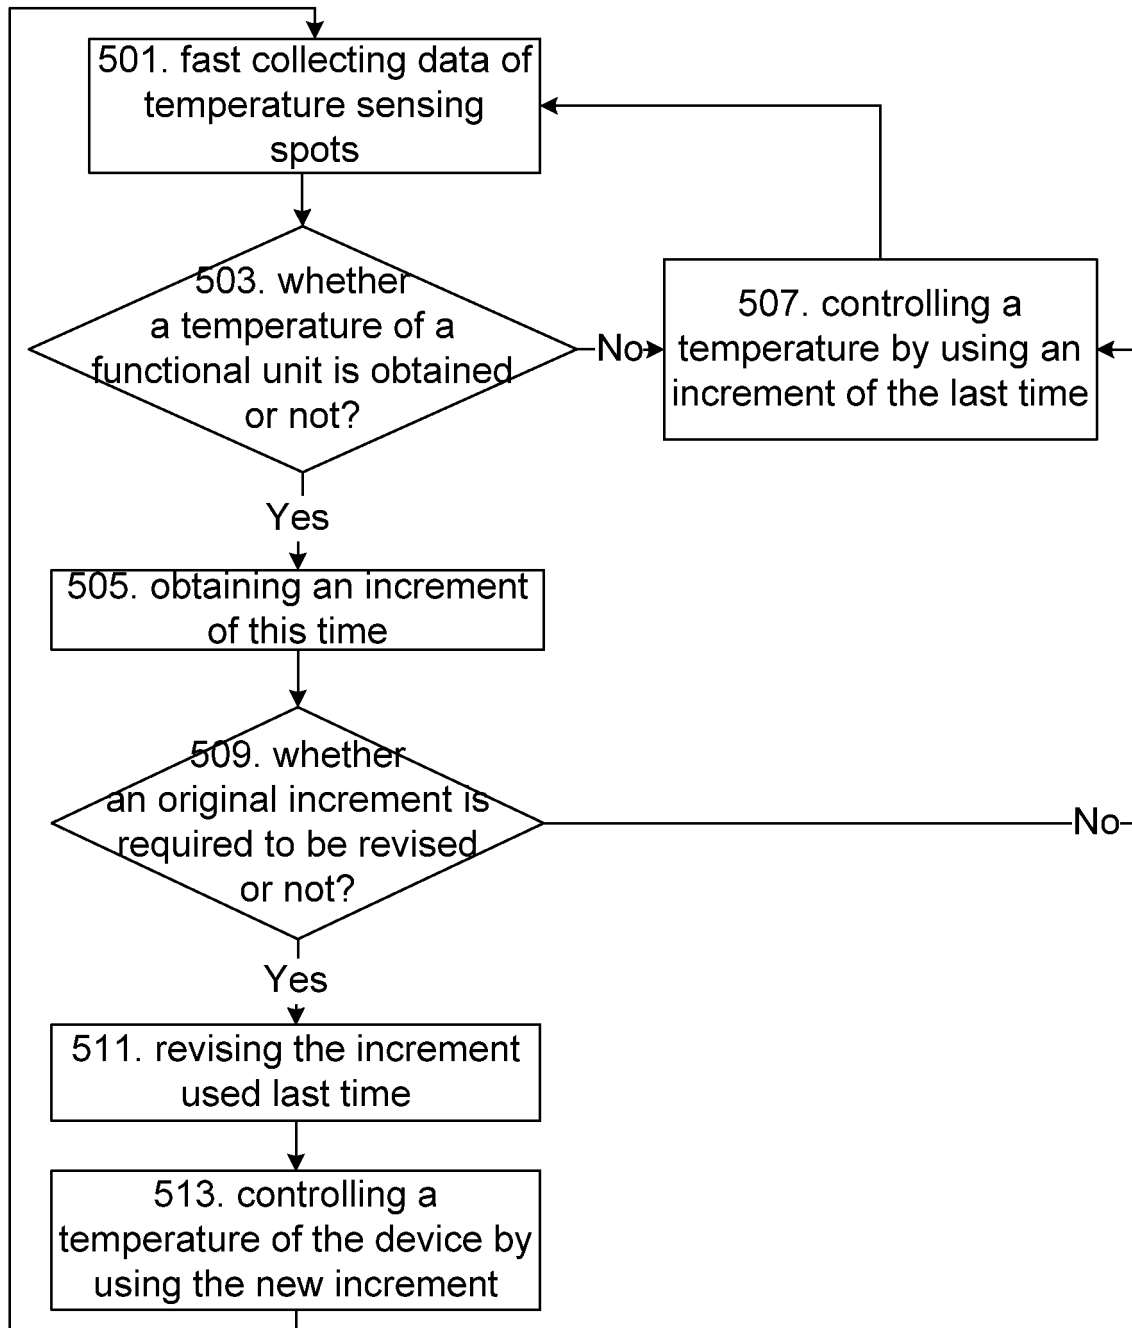 501. fast collecting data of
temperature sensing
spots
503. whether
a temperature of a
functional unit is obtained
or not?
No
507. controlling a
temperature by using an
increment of the last time
Yes
505. obtaining an increment
of this time
509. whether
an original increment is
required to be revised
or not?
No
Yes
511. revising the increment
used last time
513. controlling a
temperature of the device by
using the new increment